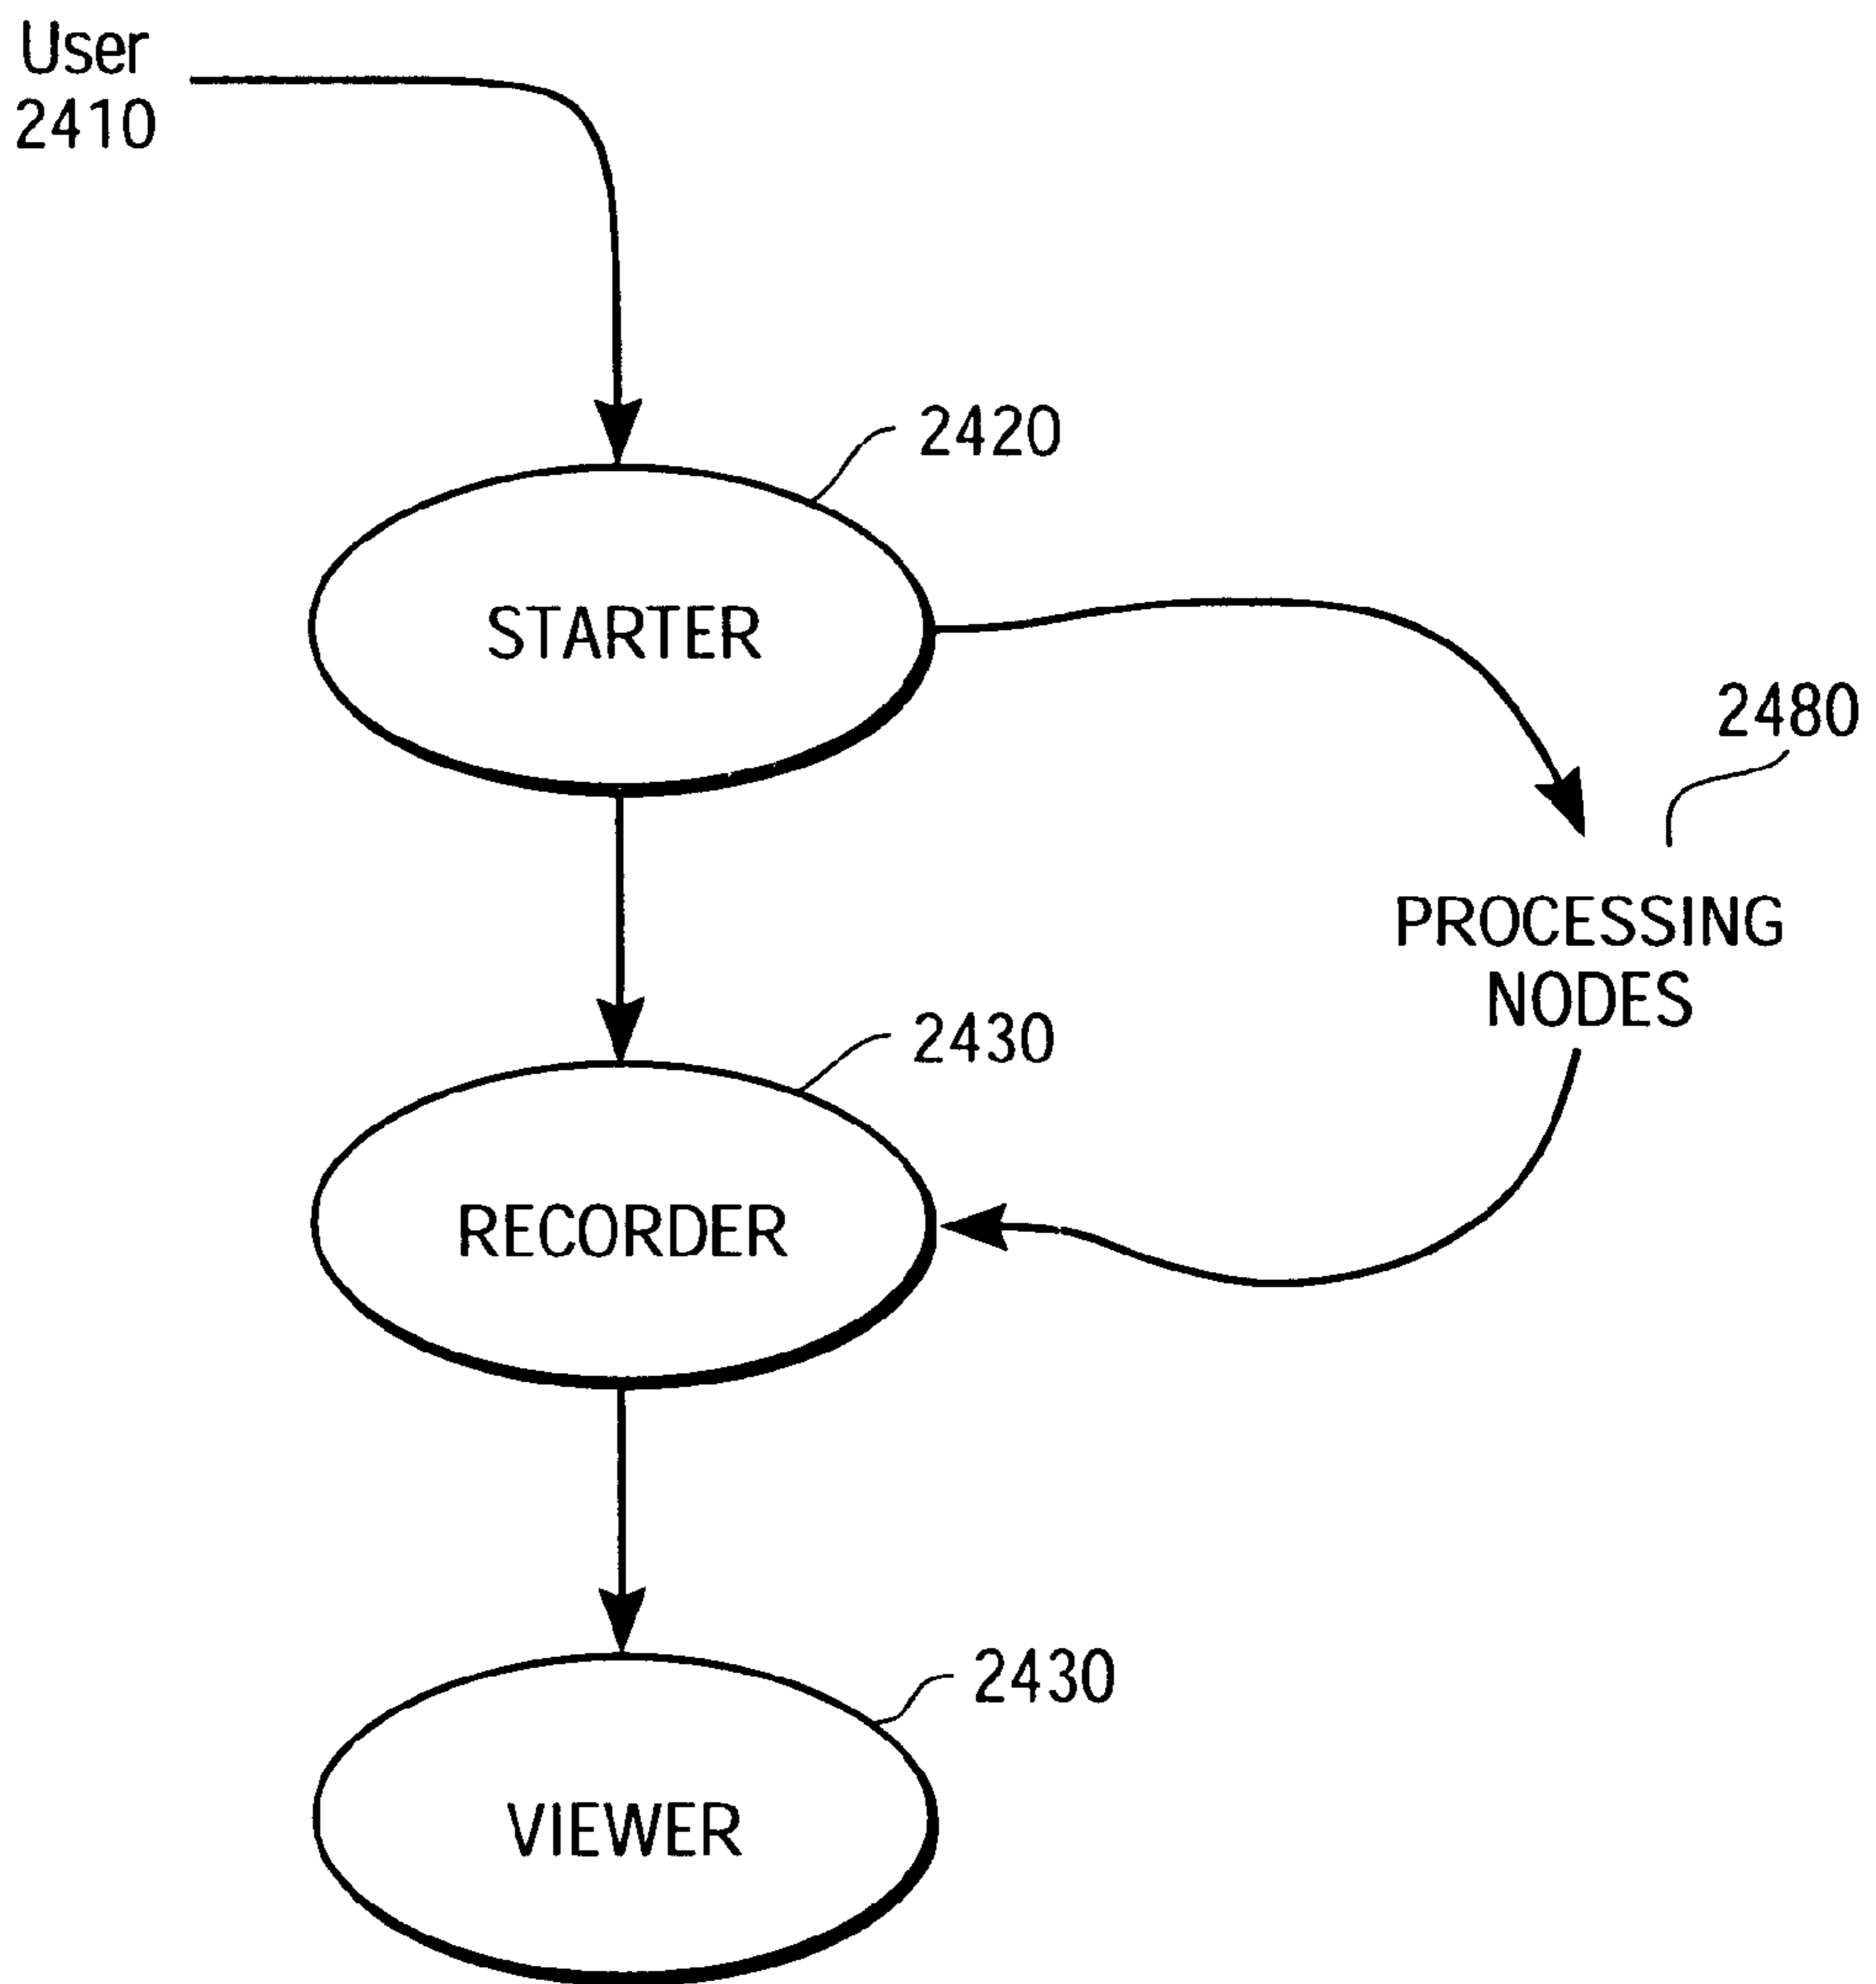 User
2410
2420
STARTER
2480
PROCESSING
NODES
2430
RECORDER
2430
VIEWER